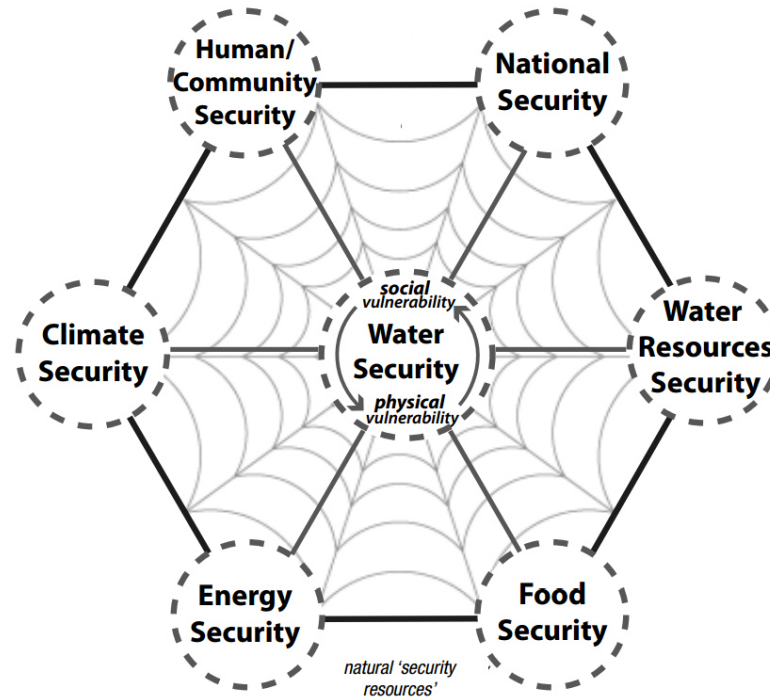 Human/
Community
Security
National
Security
social
vulnerability
Water
Security
physical
vulnerability
Climate
Security
Water
Resources
Security
Energy
Security
Food
Security
natural ‘security
resources’